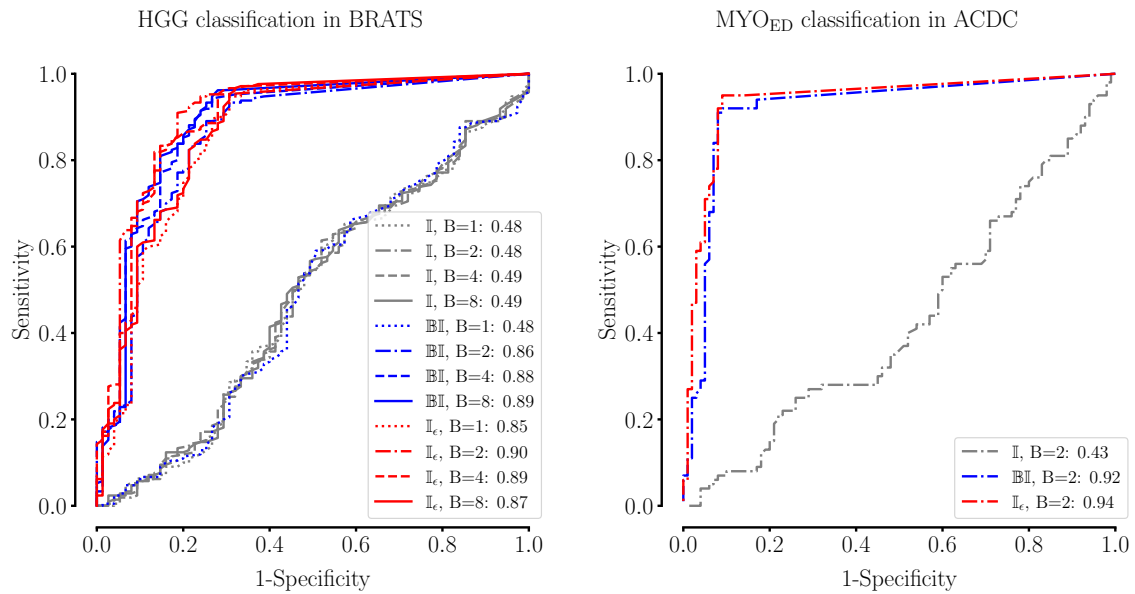 HGG classification in BRATS
1.0
0.8
0.6
0.4
0.2
0.0
Sensitivity
0.0 0.2 0.4 0.6 0.8 1.0
1-Specificity
𝕀, B=1: 0.48
𝕀, B=2: 0.48
𝕀, B=4: 0.49
𝕀, B=8: 0.49
𝔹𝕀, B=1: 0.48
𝔹𝕀, B=2: 0.86
𝔹𝕀, B=4: 0.88
𝔹𝕀, B=8: 0.89
𝕀ϵ, B=1: 0.85
𝕀ϵ, B=2: 0.90
𝕀ϵ, B=4: 0.89
𝕀ϵ, B=8: 0.87
MYO_ED classification in ACDC
1.0
0.8
0.6
0.4
0.2
0.0
Sensitivity
0.0 0.2 0.4 0.6 0.8 1.0
1-Specificity
𝕀, B=2: 0.43
𝔹𝕀, B=2: 0.92
𝕀ϵ, B=2: 0.94